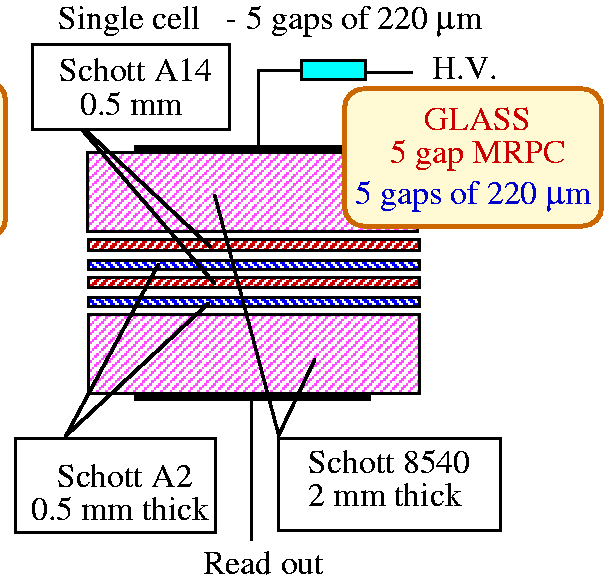 Single cell - 5 gaps of 220 μm
Schott A14
0.5 mm
H.V.
GLASS
5 gap MRPC
5 gaps of 220 μm
Schott A2
0.5 mm thick
Schott 8540
2 mm thick
Read out